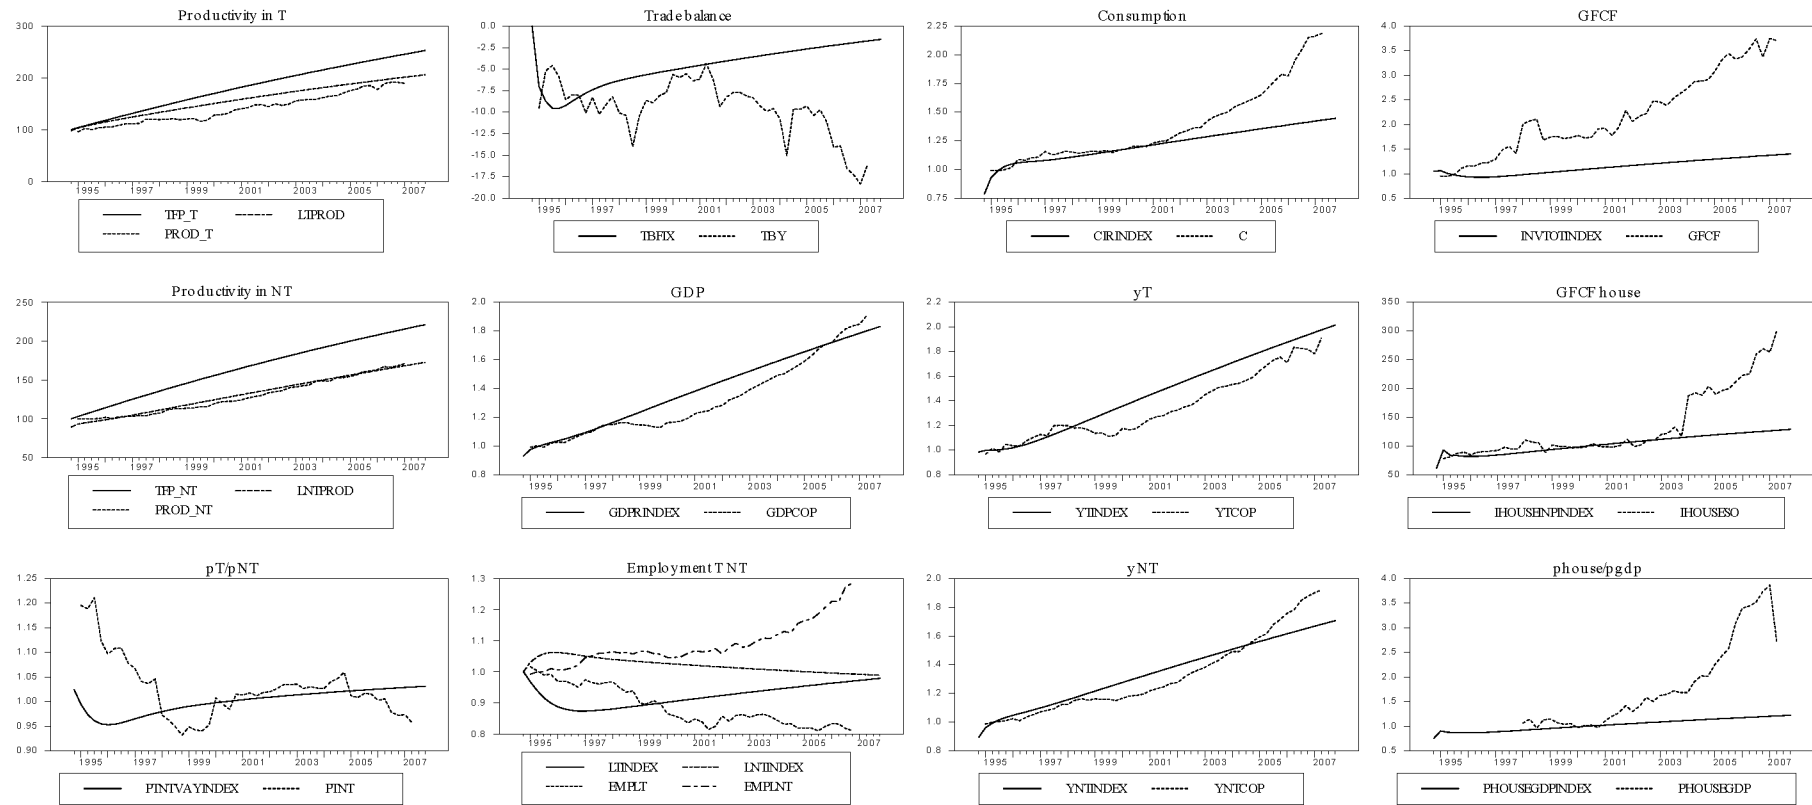 Productivity in T
300
200
100
0
1995 1997 1999 2001 2003 2005 2007
TFP_T LTPROD
PROD_T
Trade balance
0.0
-2.5
-5.0
-7.5
-10.0
-12.5
-15.0
-17.5
-20.0
1995 1997 1999 2001 2003 2005 2007
TBFIX TBY
Consumption
2.25
2.00
1.75
1.50
1.25
1.00
0.75
1995 1997 1999 2001 2003 2005 2007
CIRINDEX C
GFCF
4.0
3.5
3.0
2.5
2.0
1.5
1.0
0.5
1995 1997 1999 2001 2003 2005 2007
INVTOTINDEX GFCF
Productivity in NT
250
200
150
100
50
1995 1997 1999 2001 2003 2005 2007
TFP_NT LNTPROD
PROD_NT
GDP
2.0
1.8
1.6
1.4
1.2
1.0
0.8
1995 1997 1999 2001 2003 2005 2007
GDPRINDEX GDPCOP
yT
2.2
2.0
1.8
1.6
1.4
1.2
1.0
0.8
1995 1997 1999 2001 2003 2005 2007
YTINDEX YTCOP
GFCF house
350
300
250
200
150
100
50
1995 1997 1999 2001 2003 2005 2007
IHOUSEINPINDEX IHOUSESO
pT/pNT
1.25
1.20
1.15
1.10
1.05
1.00
0.95
0.90
1995 1997 1999 2001 2003 2005 2007
PTNTVAYINDEX PTNT
Employment T NT
1.3
1.2
1.1
1.0
0.9
0.8
1995 1997 1999 2001 2003 2005 2007
LTINDEX LNTINDEX
EMPLT EMPLNT
yNT
2.0
1.8
1.6
1.4
1.2
1.0
0.8
1995 1997 1999 2001 2003 2005 2007
YNTINDEX YNTCOP
phouse/pgdp
4.0
3.5
3.0
2.5
2.0
1.5
1.0
0.5
1995 1997 1999 2001 2003 2005 2007
PHOUSEGDPINDEX PHOUSEGDP